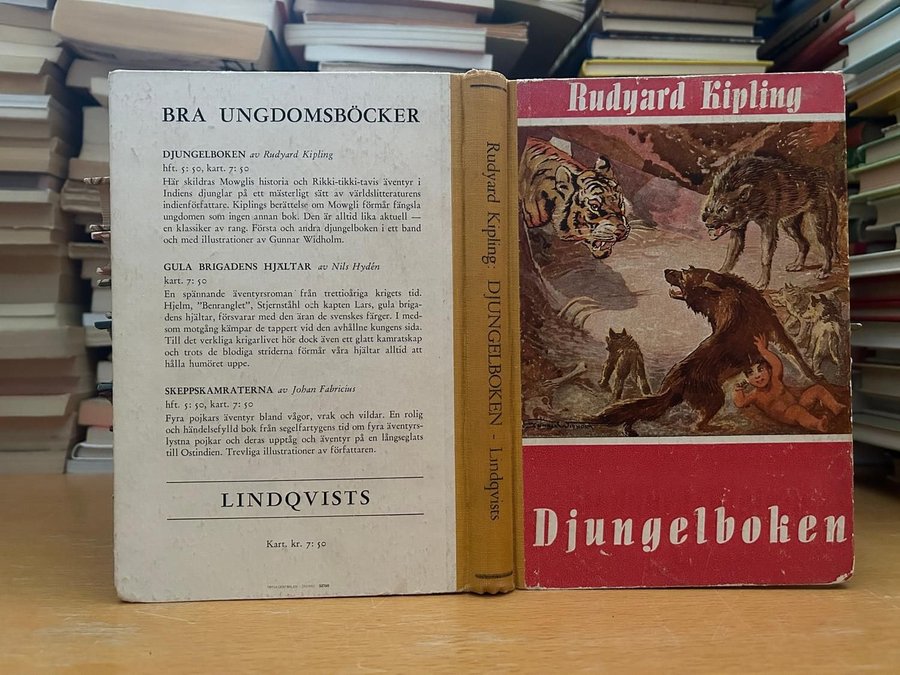 BRA UNGDOMSBÖCKER
DJUNGELBOKEN av Rudyard Kipling
hft. 5: 50, kart. 7: 50
Här skildras Mowglis historia och Rikki-tikki-tavis äventyr i
Indiens djunglar på ett mästerligt sätt av världslitteraturens
indienförfattare. Kiplings berättelse om Mowgli förmår fängsla
ungdomen som ingen annan bok. Den är alltid lika aktuell —
en klassiker av rang. Första och andra djungelboken i ett band
och med illustrationer av Gunnar Widholm.
GULA BRIGADENS HJÄLTAR av Nils Hydén
kart. 7: 50
En spännande äventyrsroman från trettioåriga krigets tid.
Hjelm, ”Benranglet”, Stjernståhl och kapten Lars, gula briga-
dens hjältar, försvarar med den äran de svenskes färger. I med-
som motgång kämpar de tappert vid den avhållne kungens sida.
Till det verkliga krigarlivet hör dock även ett glatt kamratskap
och trots de blodiga striderna förmår våra hjältar alltid att
hålla humöret uppe.
SKEPPSKAMRATERNA av Johan Fabricius
hft. 5: 50, kart. 7: 50
Fyra pojkars äventyr bland vågor, vrak och vildar. En rolig
och händelsefylld bok från segelfartygens tid om fyra äventyrs-
lystna pojkar och deras upptåg och äventyr på en långseglats
till Ostindien. Trevliga illustrationer av författaren.
LINDQVISTS
Kart. kr. 7: 50
Rudyard Kipling: DJUNGELBOKEN - Lindqvists
Rudyard Kipling
Djungelboken